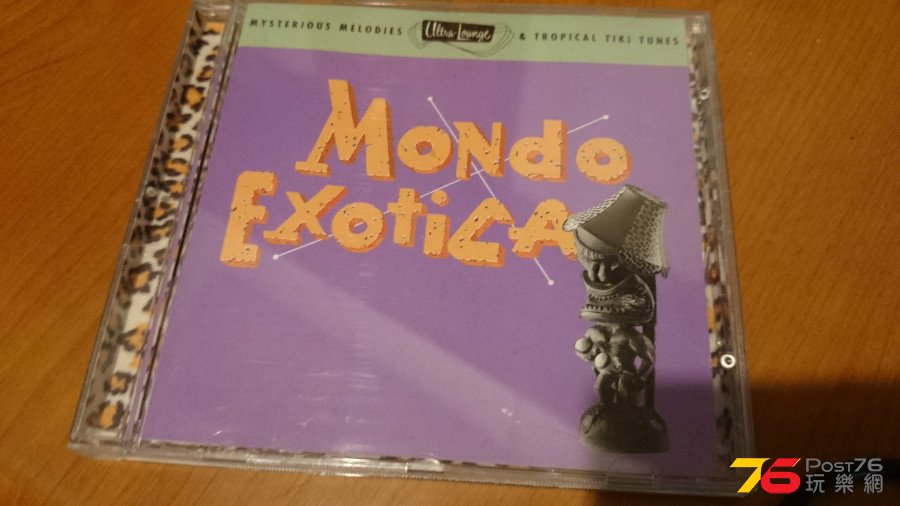 MYSTERIOUS MELODIES Ultra-Lounge & TROPICAL TIKI TUNES
MONDO
EXOTICA
76 Post76
玩樂網